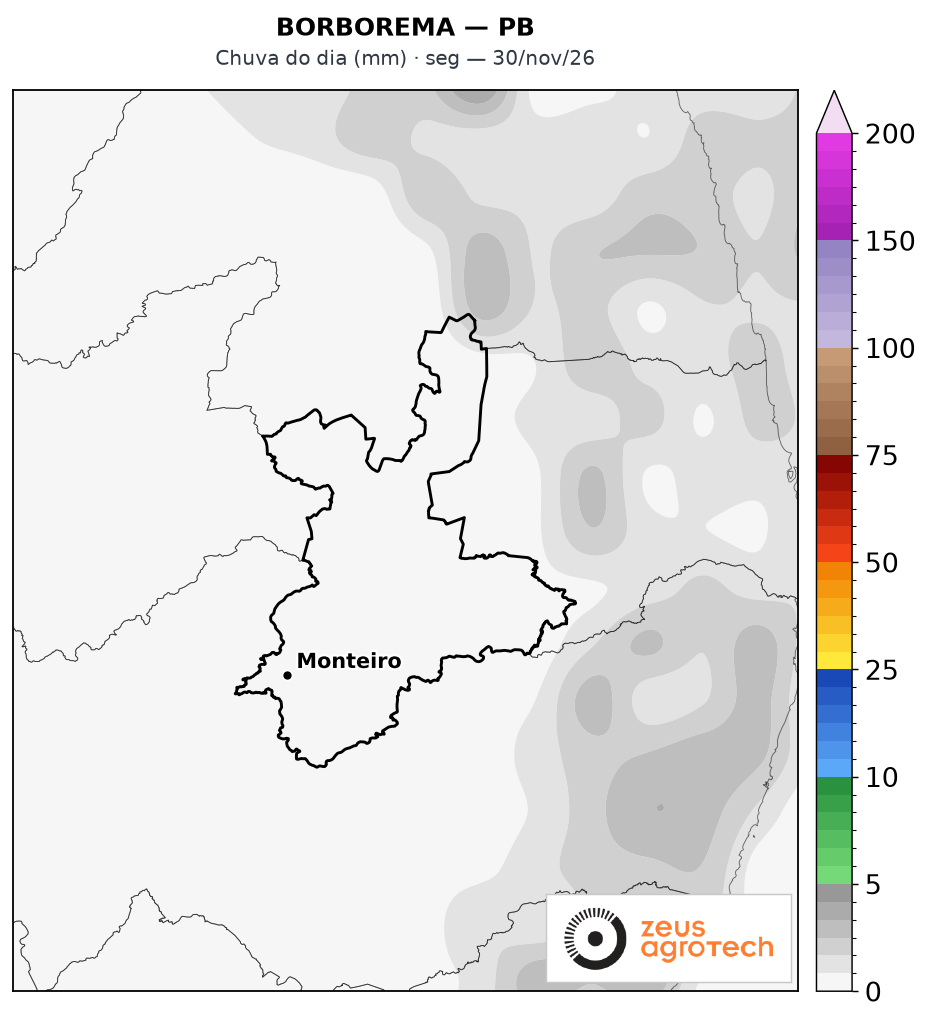 BORBOREMA — PB
Chuva do dia (mm) · seg — 30/nov/26
200
150
100
75
50
25
10
5
0
Monteiro
zeus
agrotech